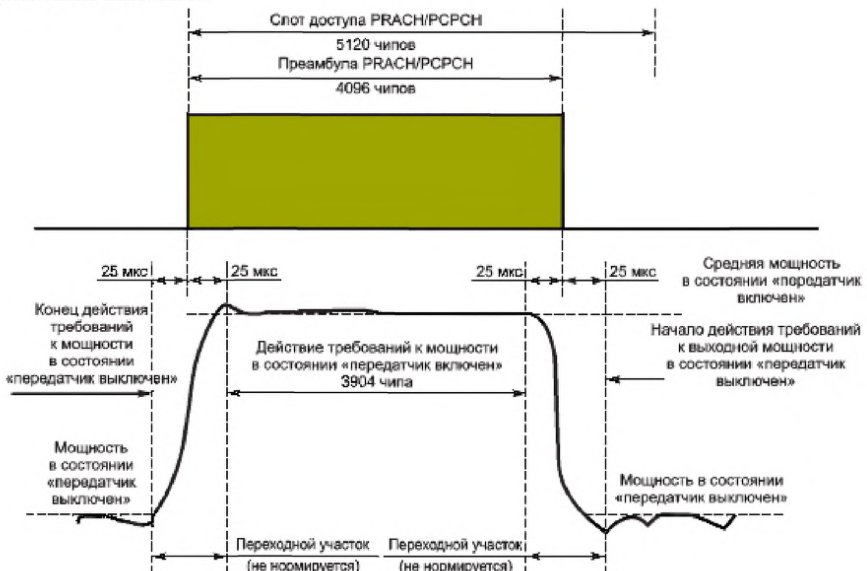 Слот доступа PRACH/PCPCH
5120 чипов
Преамбула PRACH/PCPCH
4096 чипов
25 мкс
25 мкс
25 мкс
25 мкс
Средняя мощность
в состоянии «передатчик
включен»
Конец действия
требований
к мощности
в состоянии
«передатчик выключен»
Действие требований к мощности
в состоянии «передатчик включен»
3904 чипа
Начало действия требований
к выходной мощности
в состоянии «передатчик
выключен»
Мощность
в состоянии
«передатчик
выключен»
Мощность в состоянии
«передатчик выключен»
Переходной участок
(не нормируется)
Переходной участок
(не нормируется)